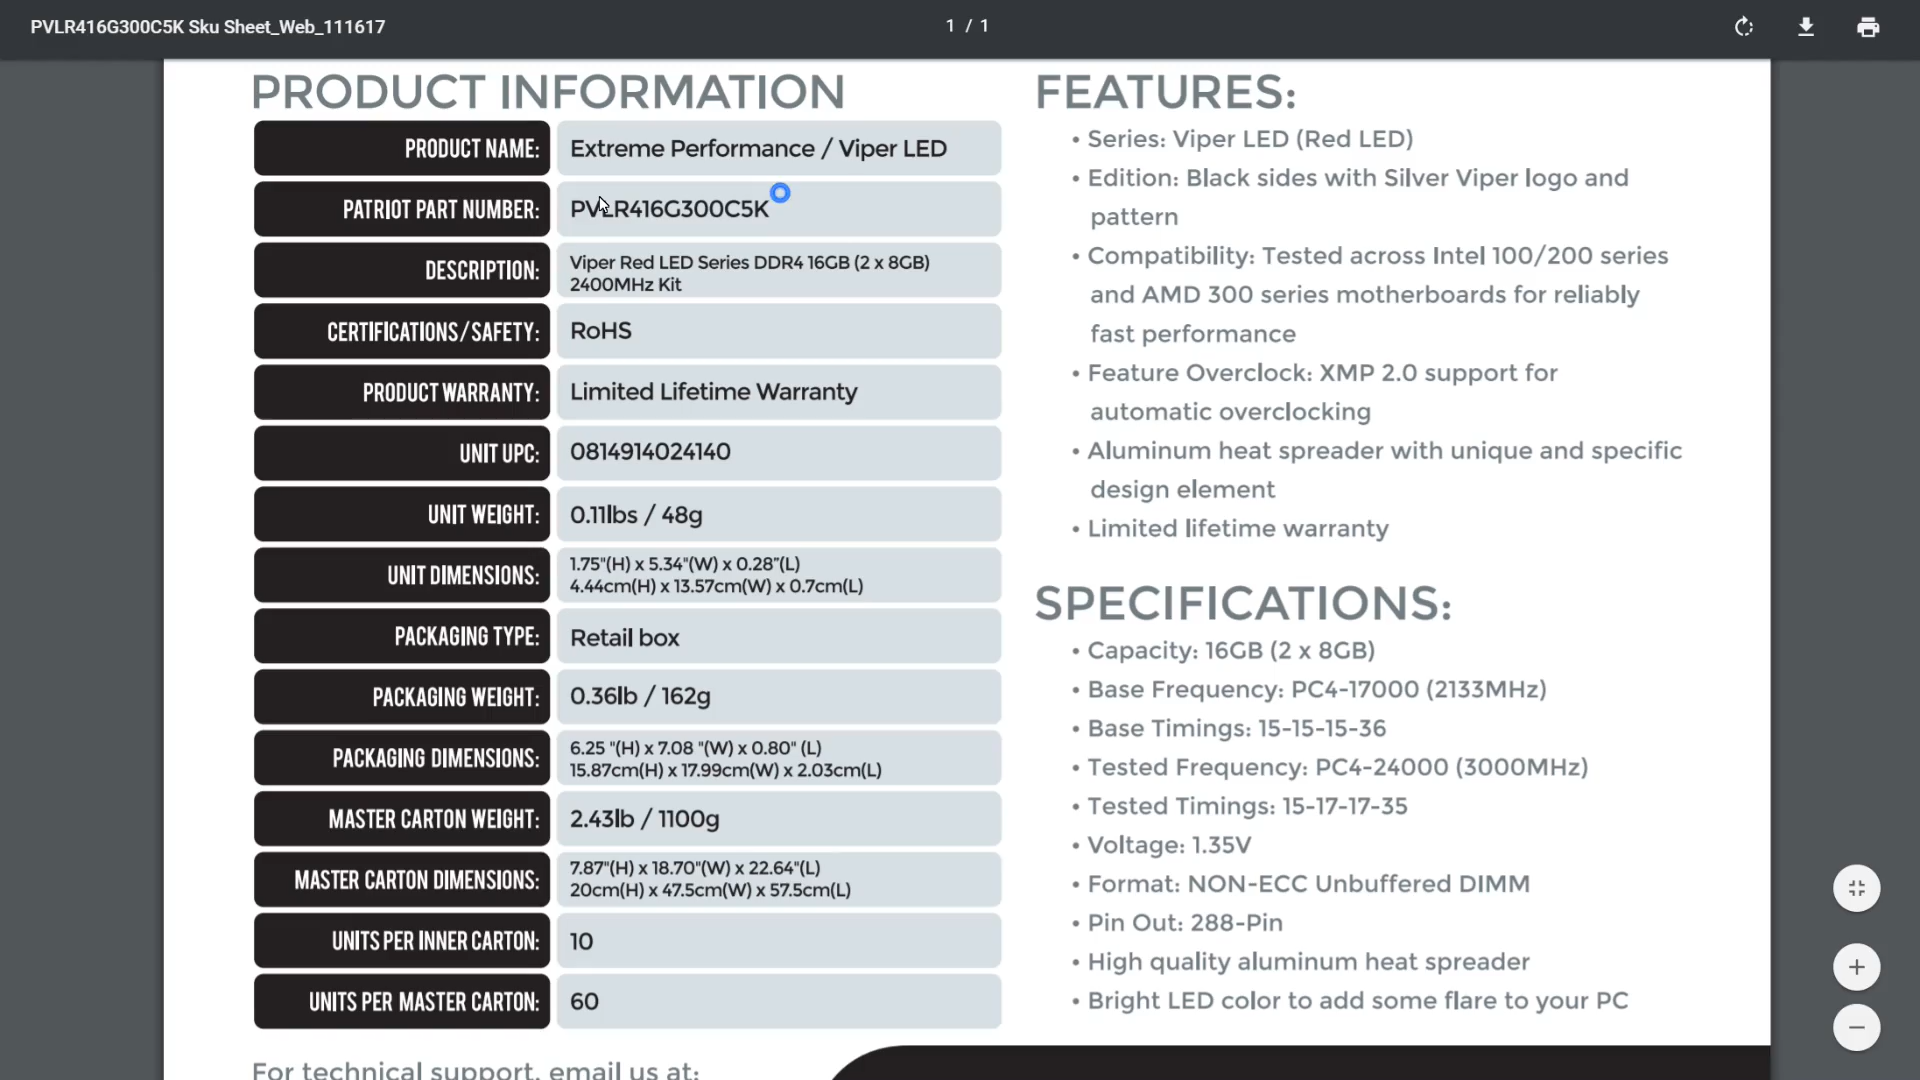 PVLR416G300C5K Sku Sheet_Web_111617
1 / 1
PRODUCT INFORMATION
PRODUCT NAME: Extreme Performance / Viper LED
PATRIOT PART NUMBER: PVLR416G300C5K
DESCRIPTION: Viper Red LED Series DDR4 16GB (2 x 8GB)
2400MHz Kit
CERTIFICATIONS/SAFETY: RoHS
PRODUCT WARRANTY: Limited Lifetime Warranty
UNIT UPC: 0814914024140
UNIT WEIGHT: 0.11lbs / 48g
UNIT DIMENSIONS: 1.75"(H) x 5.34"(W) x 0.28"(L)
4.44cm(H) x 13.57cm(W) x 0.7cm(L)
PACKAGING TYPE: Retail box
PACKAGING WEIGHT: 0.36lb / 162g
PACKAGING DIMENSIONS: 6.25 "(H) x 7.08 "(W) x 0.80" (L)
15.87cm(H) x 17.99cm(W) x 2.03cm(L)
MASTER CARTON WEIGHT: 2.43lb / 1100g
MASTER CARTON DIMENSIONS: 7.87"(H) x 18.70"(W) x 22.64"(L)
20cm(H) x 47.5cm(W) x 57.5cm(L)
UNITS PER INNER CARTON: 10
UNITS PER MASTER CARTON: 60
For technical support, email us at:
FEATURES:
• Series: Viper LED (Red LED)
• Edition: Black sides with Silver Viper logo and
pattern
• Compatibility: Tested across Intel 100/200 series
and AMD 300 series motherboards for reliably
fast performance
• Feature Overclock: XMP 2.0 support for
automatic overclocking
• Aluminum heat spreader with unique and specific
design element
• Limited lifetime warranty
SPECIFICATIONS:
• Capacity: 16GB (2 x 8GB)
• Base Frequency: PC4-17000 (2133MHz)
• Base Timings: 15-15-15-36
• Tested Frequency: PC4-24000 (3000MHz)
• Tested Timings: 15-17-17-35
• Voltage: 1.35V
• Format: NON-ECC Unbuffered DIMM
• Pin Out: 288-Pin
• High quality aluminum heat spreader
• Bright LED color to add some flare to your PC